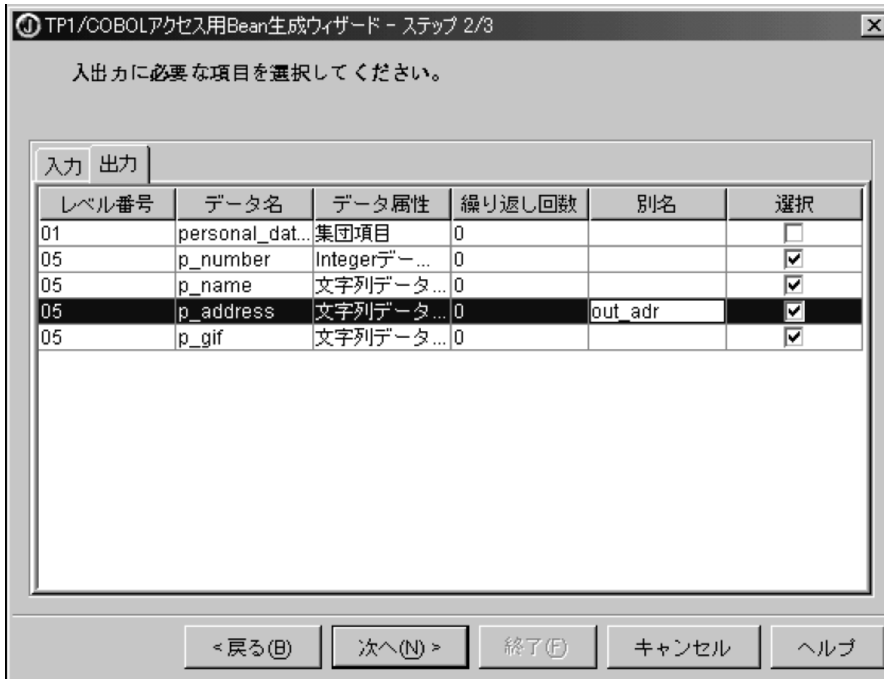 TP1/COBOLアクセス用Bean生成ウィザード - ステップ 2/3
入出力に必要な項目を選択してください。
入力 出力
レベル番号 データ名 データ属性 繰り返し回数 別名 選択
01 personal_dat... 集団項目 0
05 p_number Integerデー... 0
05 p_name 文字列データ... 0
05 p_address 文字列データ... 0 out_adr
05 p_gif 文字列データ... 0
<戻る(B) 次へ(N) > 終了(F) キャンセル ヘルプ